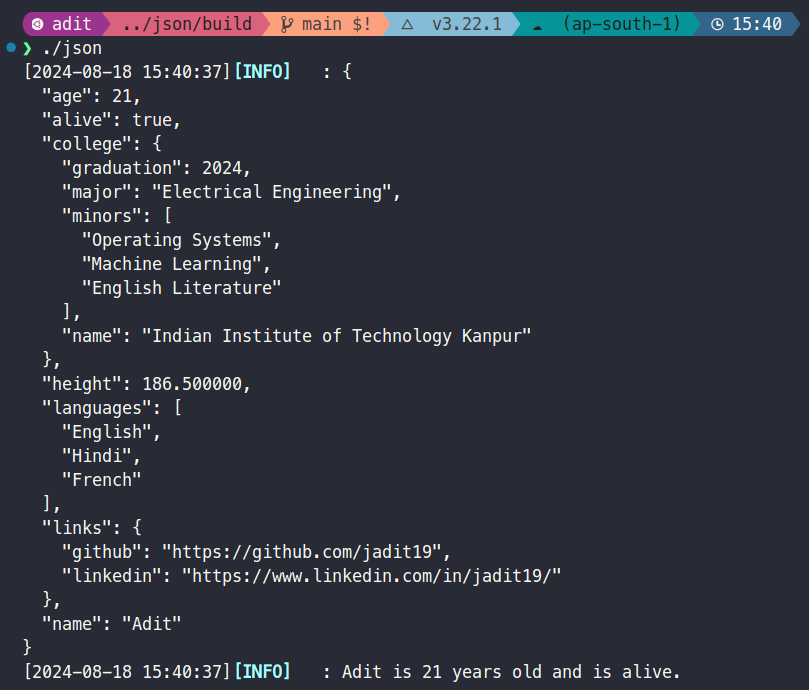 adit ../json/build main $! △ v3.22.1 (ap-south-1) 15:40
❯ ./json
[2024-08-18 15:40:37][INFO]   : {
  "age": 21,
  "alive": true,
  "college": {
    "graduation": 2024,
    "major": "Electrical Engineering",
    "minors": [
      "Operating Systems",
      "Machine Learning",
      "English Literature"
    ],
    "name": "Indian Institute of Technology Kanpur"
  },
  "height": 186.500000,
  "languages": [
    "English",
    "Hindi",
    "French"
  ],
  "links": {
    "github": "https://github.com/jadit19",
    "linkedin": "https://www.linkedin.com/in/jadit19/"
  },
  "name": "Adit"
}
[2024-08-18 15:40:37][INFO]   : Adit is 21 years old and is alive.